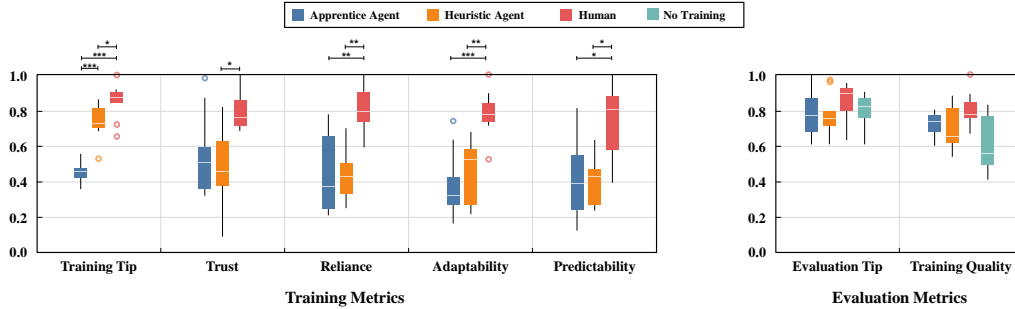 Apprentice Agent Heuristic Agent Human No Training
* ** ** *
*** ** *** *
*** *
1.0 1.0
0.8 0.8
0.6 0.6
0.4 0.4
0.2 0.2
0.0 0.0
Training Tip Trust Reliance Adaptability Predictability Evaluation Tip Training Quality
Training Metrics Evaluation Metrics